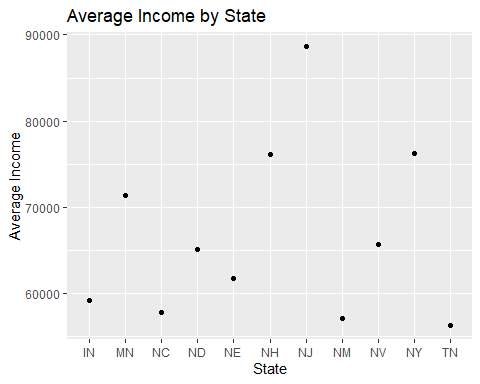 Average Income by State
90000
80000
70000
60000
Average Income
IN MN NC ND NE NH NJ NM NV NY TN
State